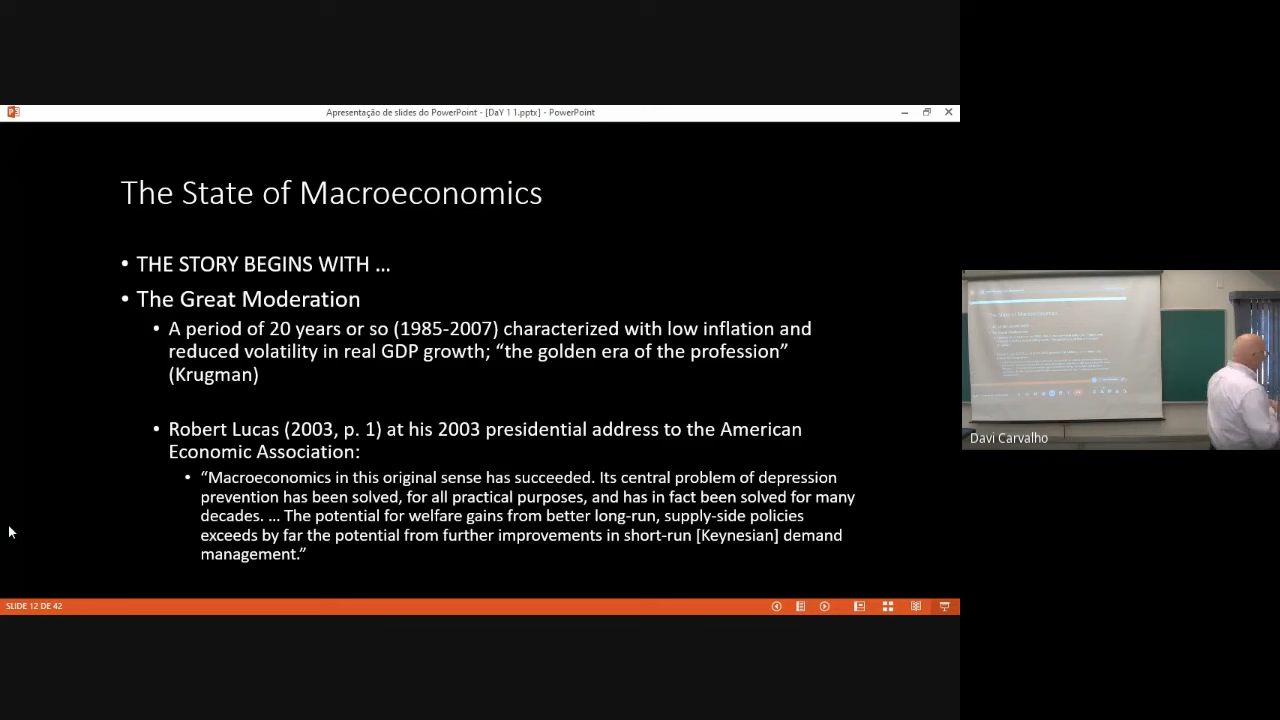 Apresentação de slides do PowerPoint - [DaY 1 1.pptx] - PowerPoint
The State of Macroeconomics
• THE STORY BEGINS WITH …
• The Great Moderation
• A period of 20 years or so (1985-2007) characterized with low inflation and
reduced volatility in real GDP growth; “the golden era of the profession”
(Krugman)
• Robert Lucas (2003, p. 1) at his 2003 presidential address to the American
Economic Association:
• “Macroeconomics in this original sense has succeeded. Its central problem of depression
prevention has been solved, for all practical purposes, and has in fact been solved for many
decades. … The potential for welfare gains from better long-run, supply-side policies
exceeds by far the potential from further improvements in short-run [Keynesian] demand
management.”
SLIDE 12 DE 42
The State of Macroeconomics
Davi Carvalho